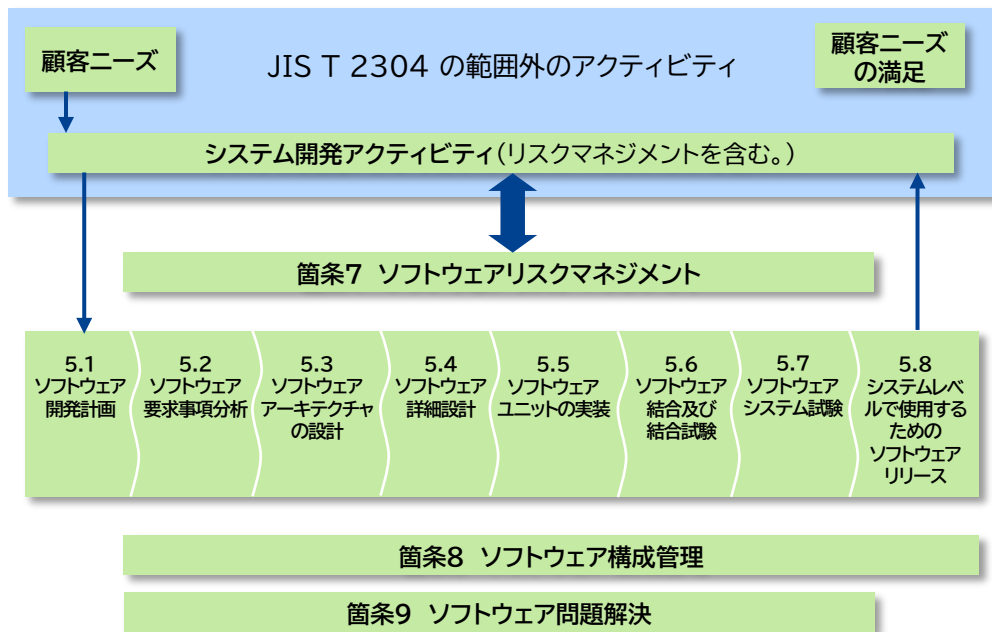 顧客ニーズ
JIS T 2304 の範囲外のアクティビティ
顧客ニーズ
の満足
システム開発アクティビティ(リスクマネジメントを含む。)
箇条7 ソフトウェアリスクマネジメント
5.1
ソフトウェア
開発計画
5.2
ソフトウェア
要求事項分析
5.3
ソフトウェア
アーキテクチャ
の設計
5.4
ソフトウェア
詳細設計
5.5
ソフトウェア
ユニットの実装
5.6
ソフトウェア
結合及び
結合試験
5.7
ソフトウェア
システム試験
5.8
システムレベ
ルで使用する
ための
ソフトウェア
リリース
箇条8 ソフトウェア構成管理
箇条9 ソフトウェア問題解決